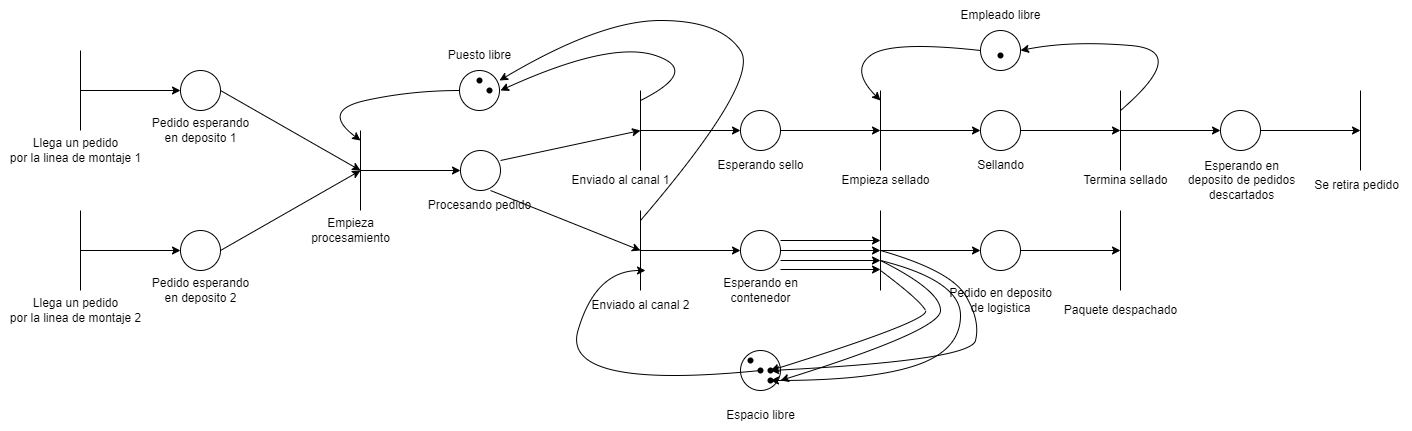 Empleado libre
Puesto libre
Pedido esperando
en deposito 1
Llega un pedido
por la linea de montaje 1
Esperando sello
Sellando
Esperando en
deposito de pedidos
descartados
Enviado al canal 1
Empieza sellado
Termina sellado
Se retira pedido
Procesando pedido
Empieza
procesamiento
Pedido esperando
en deposito 2
Llega un pedido
por la linea de montaje 2
Enviado al canal 2
Esperando en
contenedor
Pedido en deposito
de logistica
Paquete despachado
Espacio libre